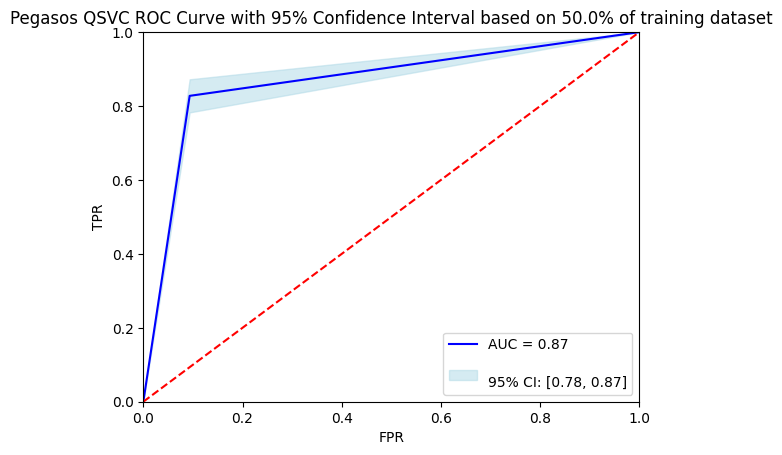 Pegasos QSVC ROC Curve with 95% Confidence Interval based on 50.0% of training dataset
1.0
0.8
0.6
0.4
0.2
0.0
TPR
AUC = 0.87
95% CI: [0.78, 0.87]
0.0 0.2 0.4 0.6 0.8 1.0
FPR